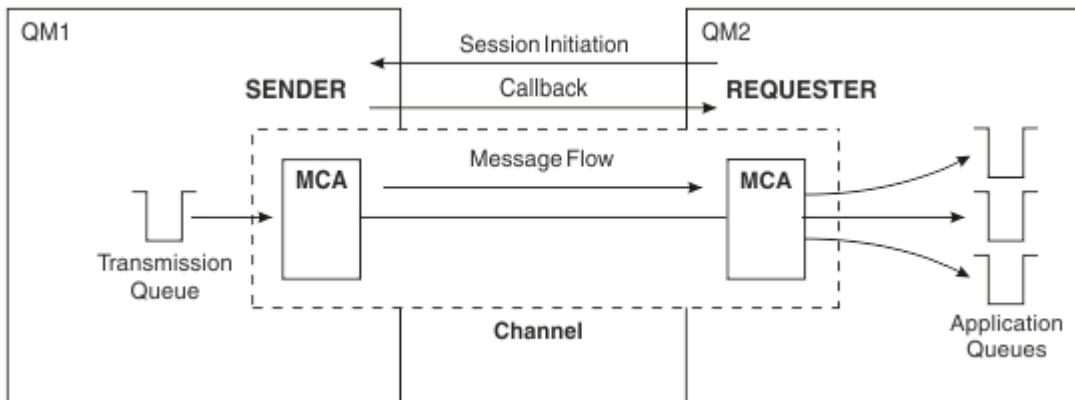 QM1
QM2
Session Initiation
SENDER
Callback
REQUESTER
Message Flow
MCA
MCA
Transmission
Queue
Channel
Application
Queues